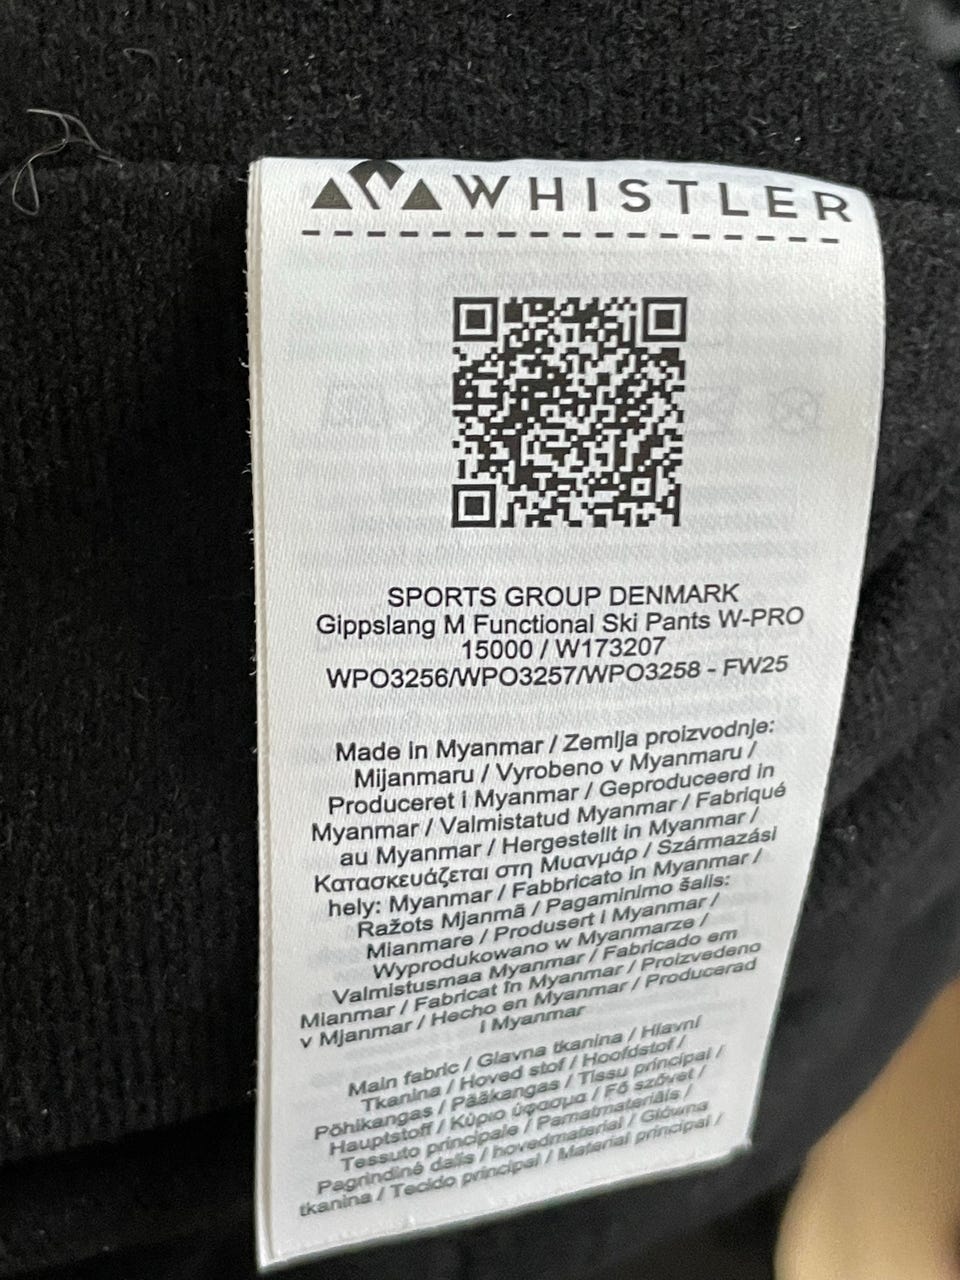 WHISTLER
SPORTS GROUP DENMARK
Gippslang M Functional Ski Pants W-PRO
15000 / W173207
WPO3256/WPO3257/WPO3258 - FW25
Made in Myanmar / Zemlja proizvodnje:
Mijanmaru / Vyrobeno v Myanmaru /
Produceret i Myanmar / Geproduceerd in
Myanmar / Valmistatud Myanmar / Fabriqué
au Myanmar / Hergestellt in Myanmar /
Κατασκευάζεται στη Μυανμάρ / Származási
hely: Myanmar / Fabbricato in Myanmar /
Ražots Mjanmā / Pagaminimo šalis:
Mianmare / Produsert i Myanmar /
Wyprodukowano w Myanmarze /
Valmistusmaa Myanmar / Fabricado em
Mianmar / Fabricat în Myanmar / Proizvedeno
v Mjanmar / Hecho en Myanmar / Producerad
i Myanmar
Main fabric / Glavna tkanina / Hlavní
Tkanina / Hoved stof / Hoofdstof /
Põhikangas / Pääkangas / Tissu principal /
Hauptstoff / Κύριο ύφασμα / Fő szövet /
Tessuto principale / Pamatmateriāls /
Pagrindinė dalis / hovedmaterial / Główna
tkanina / Tecido principal / Material principal /